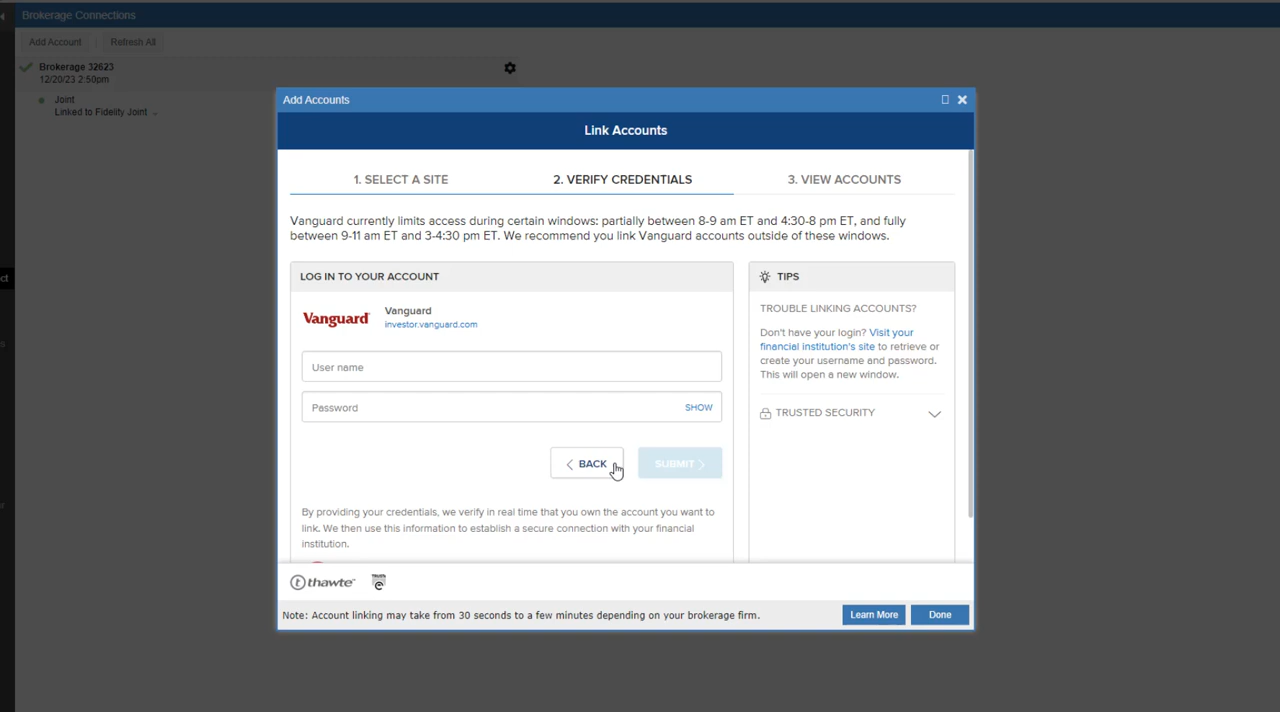 Brokerage Connections
Add Account
Refresh All
Brokerage 32623
12/20/23 2:50pm
Joint
Linked to Fidelity Joint
ct
s
r
Add Accounts
Link Accounts
1. SELECT A SITE
2. VERIFY CREDENTIALS
3. VIEW ACCOUNTS
Vanguard currently limits access during certain windows: partially between 8-9 am ET and 4:30-8 pm ET, and fully
between 9-11 am ET and 3-4:30 pm ET. We recommend you link Vanguard accounts outside of these windows.
LOG IN TO YOUR ACCOUNT
Vanguard
Vanguard
investor.vanguard.com
User name
Password
SHOW
BACK
SUBMIT
By providing your credentials, we verify in real time that you own the account you want to
link. We then use this information to establish a secure connection with your financial
institution.
TIPS
TROUBLE LINKING ACCOUNTS?
Don't have your login? Visit your
financial institution's site to retrieve or
create your username and password.
This will open a new window.
TRUSTED SECURITY
thawte
Note: Account linking may take from 30 seconds to a few minutes depending on your brokerage firm.
Learn More
Done